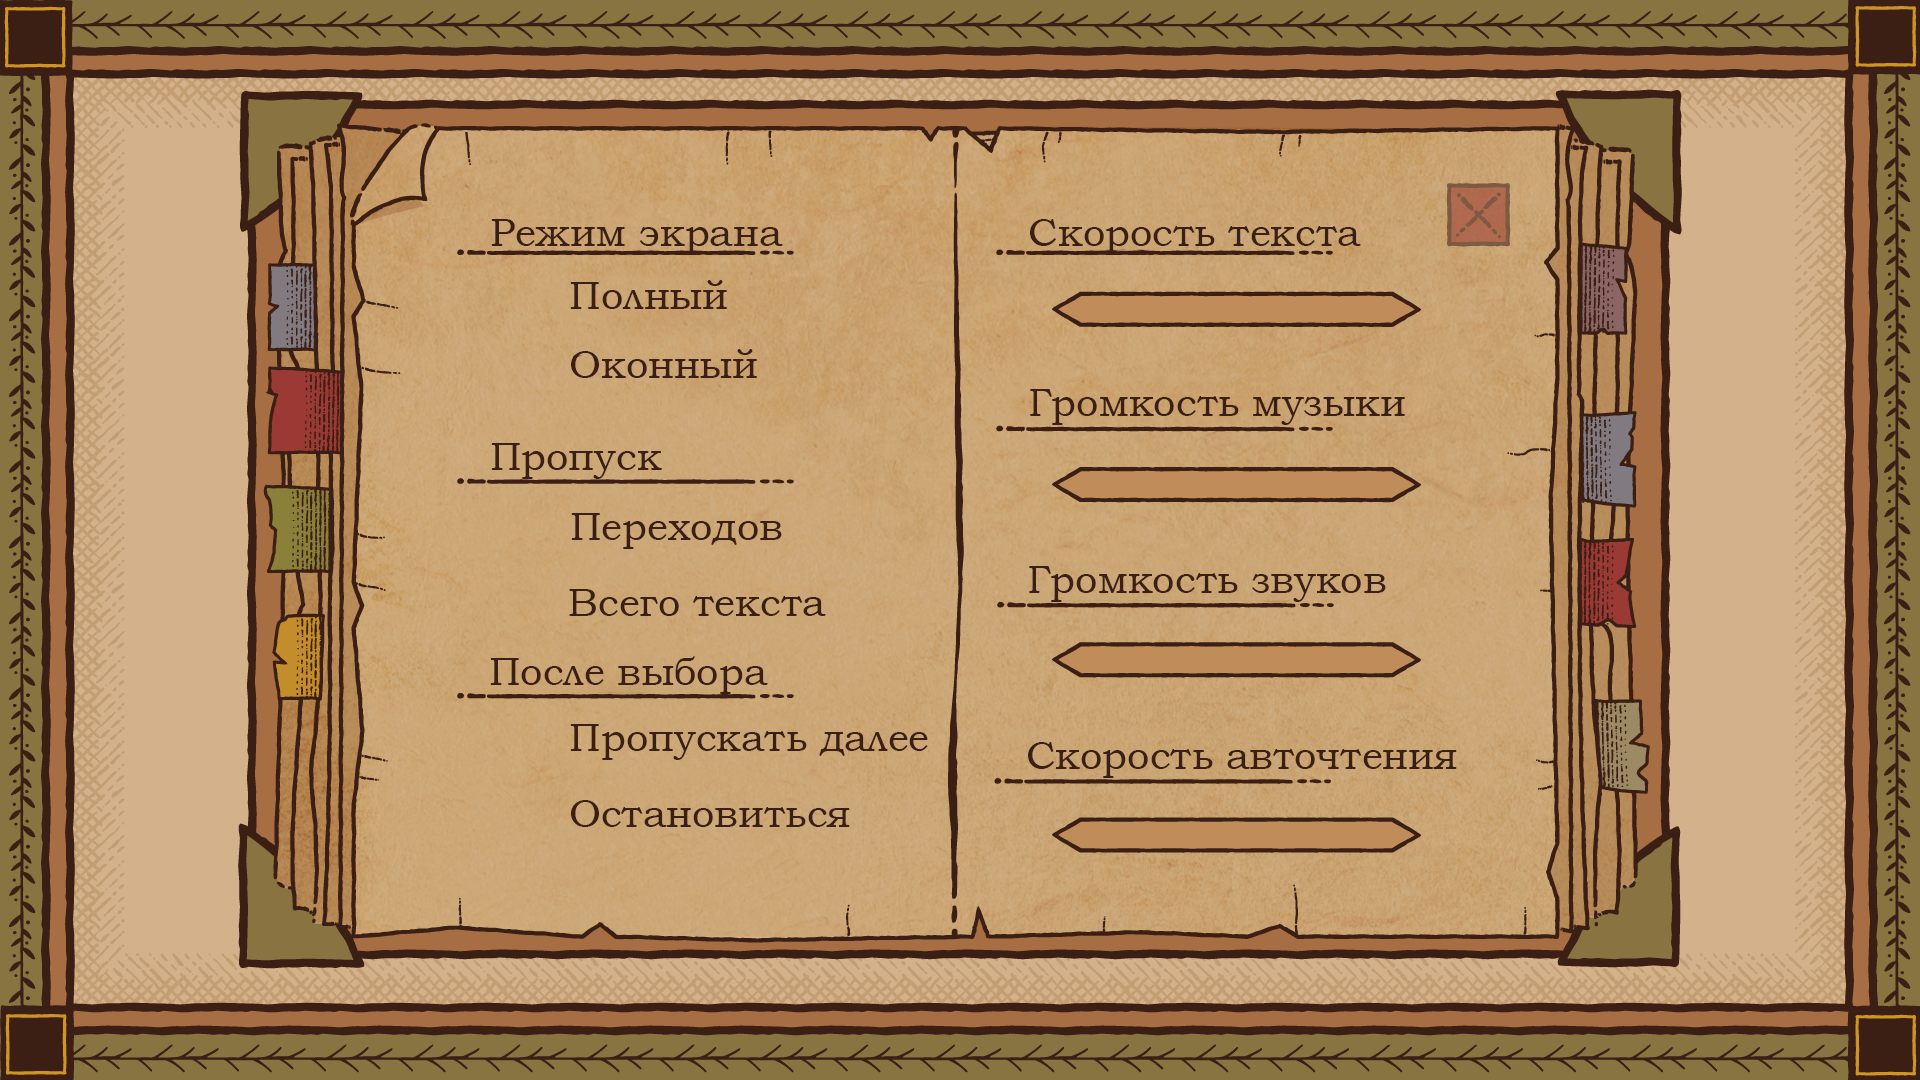 Режим экрана
Полный
Оконный
Пропуск
Переходов
Всего текста
После выбора
Пропускать далее
Остановиться
Скорость текста
Громкость музыки
Громкость звуков
Скорость авточтения